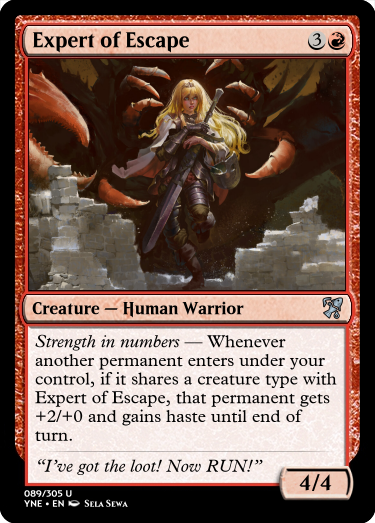 Expert of Escape 3
Creature — Human Warrior
Strength in numbers — Whenever
another permanent enters under your
control, if it shares a creature type with
Expert of Escape, that permanent gets
+2/+0 and gains haste until end of
turn.
“I’ve got the loot! Now RUN!”
4/4
089/305 U
YNE • EN Sela Sewa